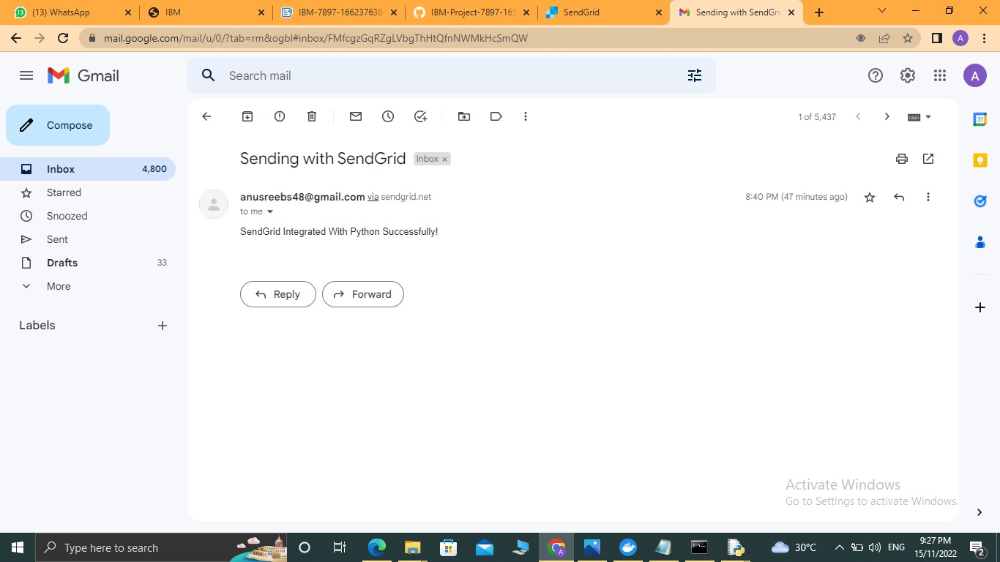 (13) WhatsApp
IBM
IBM-7897-166237638
IBM-Project-7897-165
SendGrid
Sending with SendGri
mail.google.com/mail/u/0/?tab=rm&ogbl#inbox/FMfcgzGqRZgLVbgThHtQfnNWMkHcSmQW
A
Gmail
Search mail
A
Compose
1 of 5,437
31
Sending with SendGrid
Inbox ×
Inbox 4,800
Starred
anusreebs48@gmail.com via sendgrid.net
8:40 PM (47 minutes ago)
to me
Snoozed
SendGrid Integrated With Python Successfully!
Sent
Drafts 33
More
Reply
Forward
Labels
Activate Windows
Go to Settings to activate Windows.
Type here to search
30°C
ENG
9:27 PM
15/11/2022
2